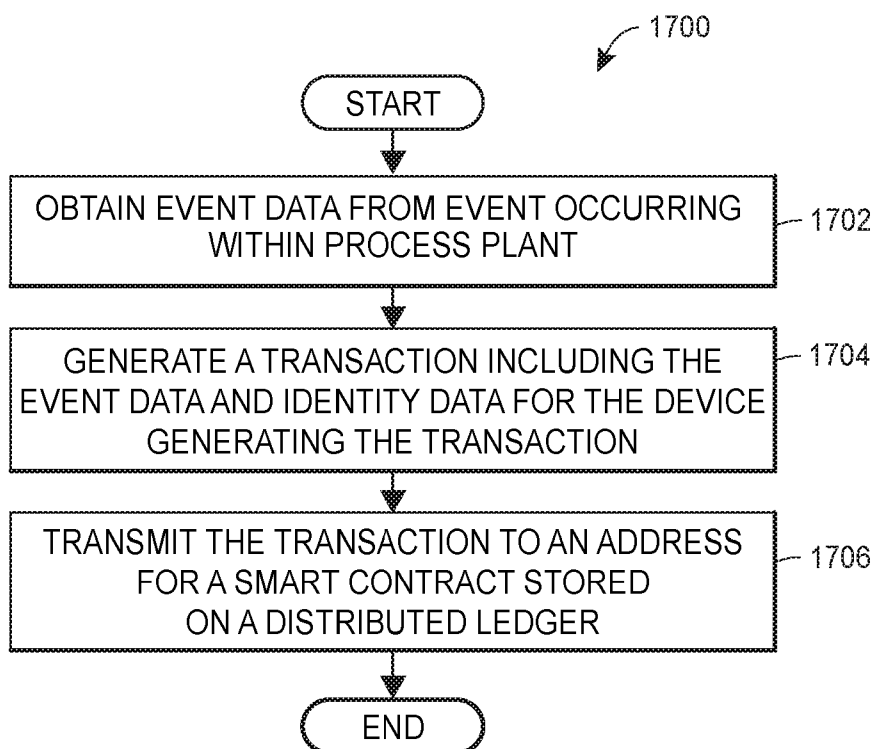 1700
START
OBTAIN EVENT DATA FROM EVENT OCCURRING
WITHIN PROCESS PLANT
1702
GENERATE A TRANSACTION INCLUDING THE
EVENT DATA AND IDENTITY DATA FOR THE DEVICE
GENERATING THE TRANSACTION
1704
TRANSMIT THE TRANSACTION TO AN ADDRESS
FOR A SMART CONTRACT STORED
ON A DISTRIBUTED LEDGER
1706
END